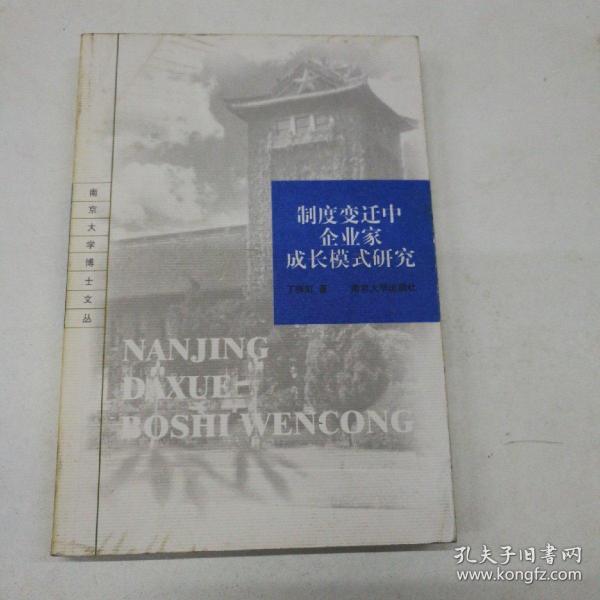 南京大学博士文丛
制度变迁中
企业家
成长模式研究
著 南京大学出版社
NANJING
DAXUE
BOSHI WENCONG
孔夫子旧书网
www.kongfz.com